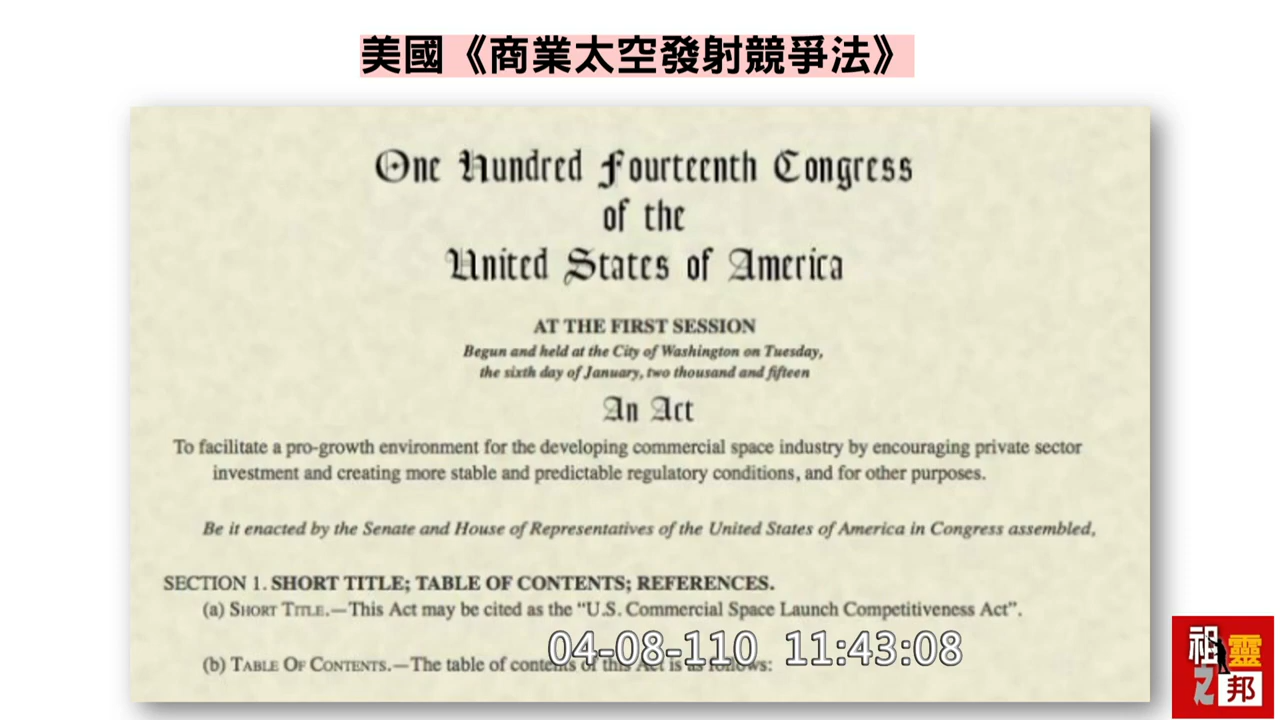 美國《商業太空發射競爭法》
One Hundred Fourteenth Congress
of the
United States of America
AT THE FIRST SESSION
Begun and held at the City of Washington on Tuesday,
the sixth day of January, two thousand and fifteen
An Act
To facilitate a pro-growth environment for the developing commercial space industry by encouraging private sector
investment and creating more stable and predictable regulatory conditions, and for other purposes.
Be it enacted by the Senate and House of Representatives of the United States of America in Congress assembled,
SECTION 1. SHORT TITLE; TABLE OF CONTENTS; REFERENCES.
(a) SHORT TITLE.—This Act may be cited as the “U.S. Commercial Space Launch Competitiveness Act”.
04-08-110 11:43:08
(b) TABLE OF CONTENTS.—The table of contents of this Act is as follows:
祖靈
之邦